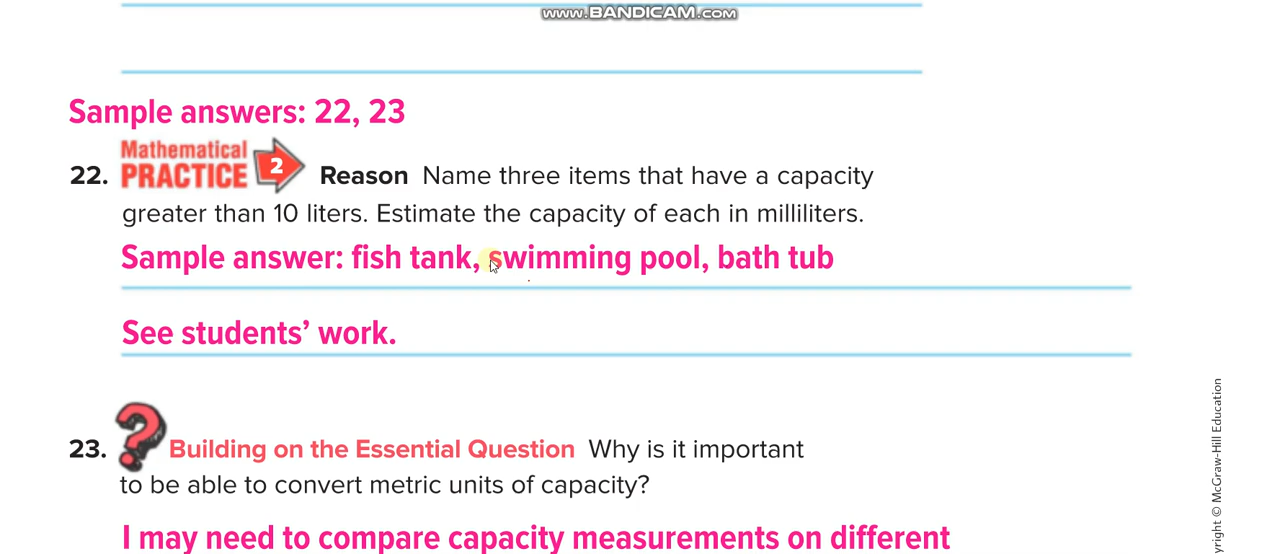 www.BANDICAM.com
Sample answers: 22, 23
22. Mathematical PRACTICE 2 Reason Name three items that have a capacity
greater than 10 liters. Estimate the capacity of each in milliliters.
Sample answer: fish tank, swimming pool, bath tub
See students’ work.
23. ? Building on the Essential Question Why is it important
to be able to convert metric units of capacity?
I may need to compare capacity measurements on different
yright © McGraw-Hill Education